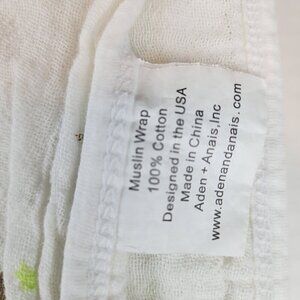 Muslin Wrap
100% Cotton
Designed in the USA
Made in China
Aden + Anais,Inc
www.adenandanais.com